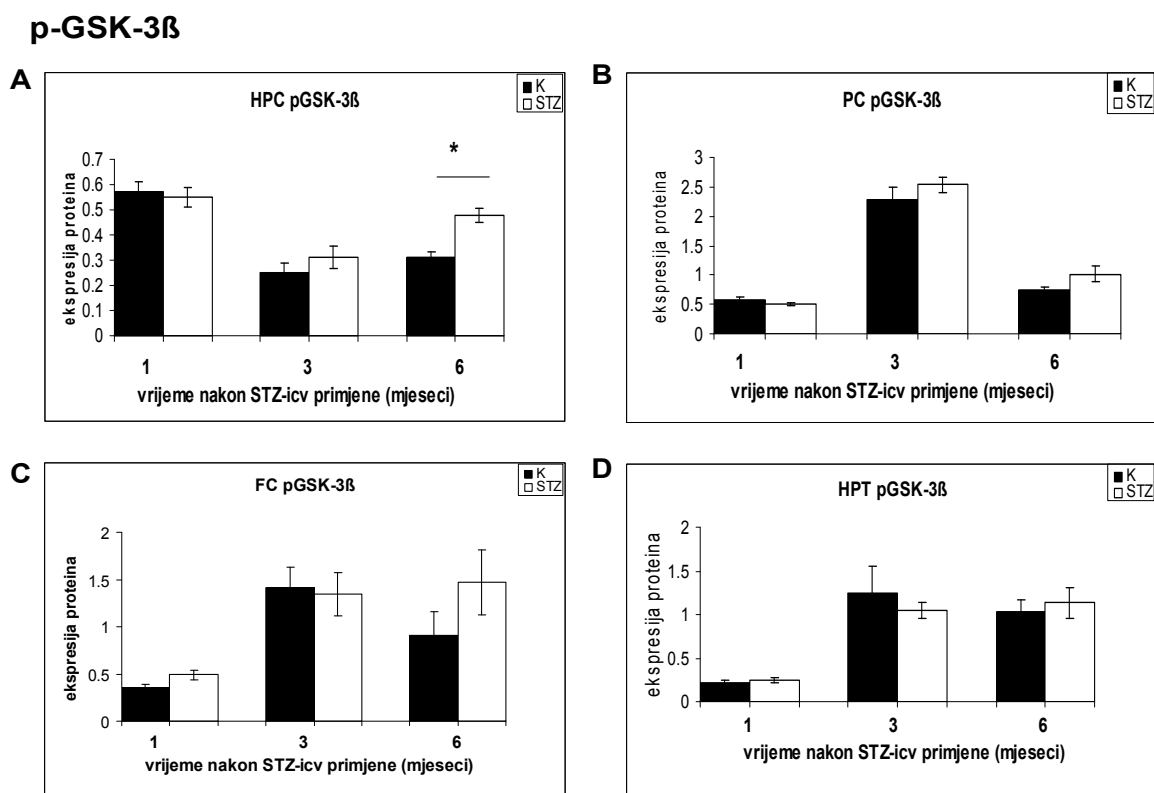 p-GSK-3ß
A
HPC pGSK-3ß
K
STZ
*
ekspresija proteina
0.7
0.6
0.5
0.4
0.3
0.2
0.1
0
1 3 6
vrijeme nakon STZ-icv primjene (mjeseci)
B
PC pGSK-3ß
K
STZ
ekspresija proteina
3
2.5
2
1.5
1
0.5
0
1 3 6
vrijeme nakon STZ-icv primjene (mjeseci)
C
FC pGSK-3ß
K
STZ
ekspresija proteina
2
1.5
1
0.5
0
1 3 6
vrijeme nakon STZ-icv primjene (mjeseci)
D
HPT pGSK-3ß
K
STZ
ekspresija proteina
2
1.5
1
0.5
0
1 3 6
vrijeme nakon STZ-icv primjene (mjeseci)